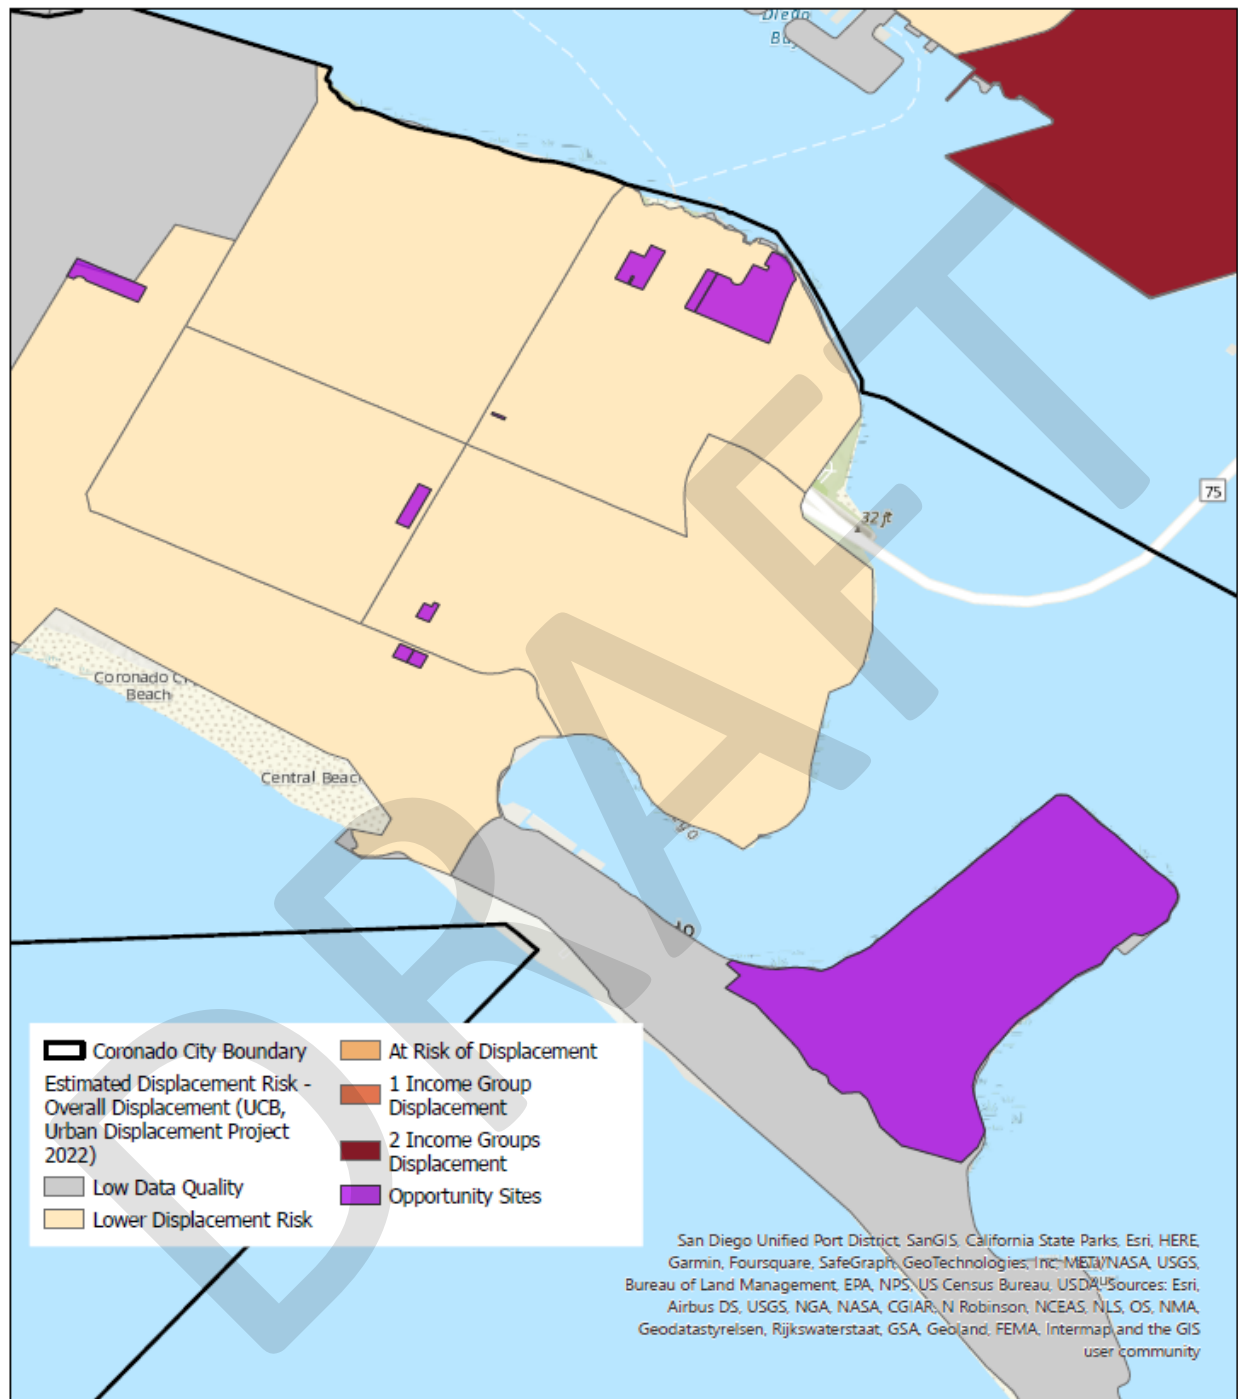 Diego
75
32 ft
Coronado Ci
Beach
Central Beach
DRAFT
Coronado City Boundary
Estimated Displacement Risk -
Overall Displacement (UCB,
Urban Displacement Project
2022)
Low Data Quality
Lower Displacement Risk
At Risk of Displacement
1 Income Group
Displacement
2 Income Groups
Displacement
Opportunity Sites
San Diego Unified Port District, SanGIS, California State Parks, Esri, HERE,
Garmin, Foursquare, SafeGraph, GeoTechnologies, Inc, METI/NASA, USGS,
Bureau of Land Management, EPA, NPS, US Census Bureau, USDA, Sources: Esri,
Airbus DS, USGS, NGA, NASA, CGIAR, N Robinson, NCEAS, NLS, OS, NMA,
Geodatastyrelsen, Rijkswaterstaat, GSA, Geoland, FEMA, Intermap and the GIS
user community